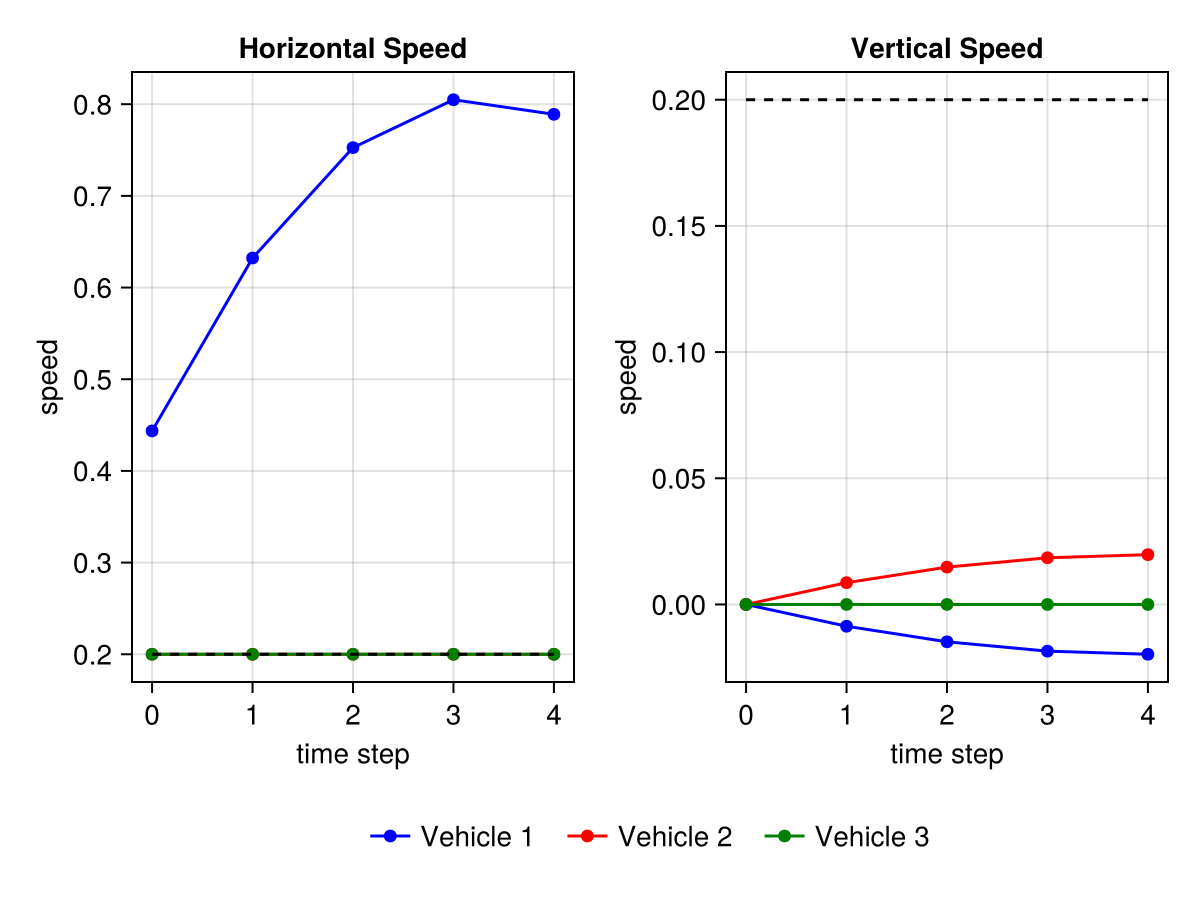 Horizontal Speed
0.8
0.7
0.6
0.5
0.4
0.3
0.2
speed
0 1 2 3 4
time step
Vertical Speed
0.20
0.15
0.10
0.05
0.00
speed
0 1 2 3 4
time step
Vehicle 1 Vehicle 2 Vehicle 3